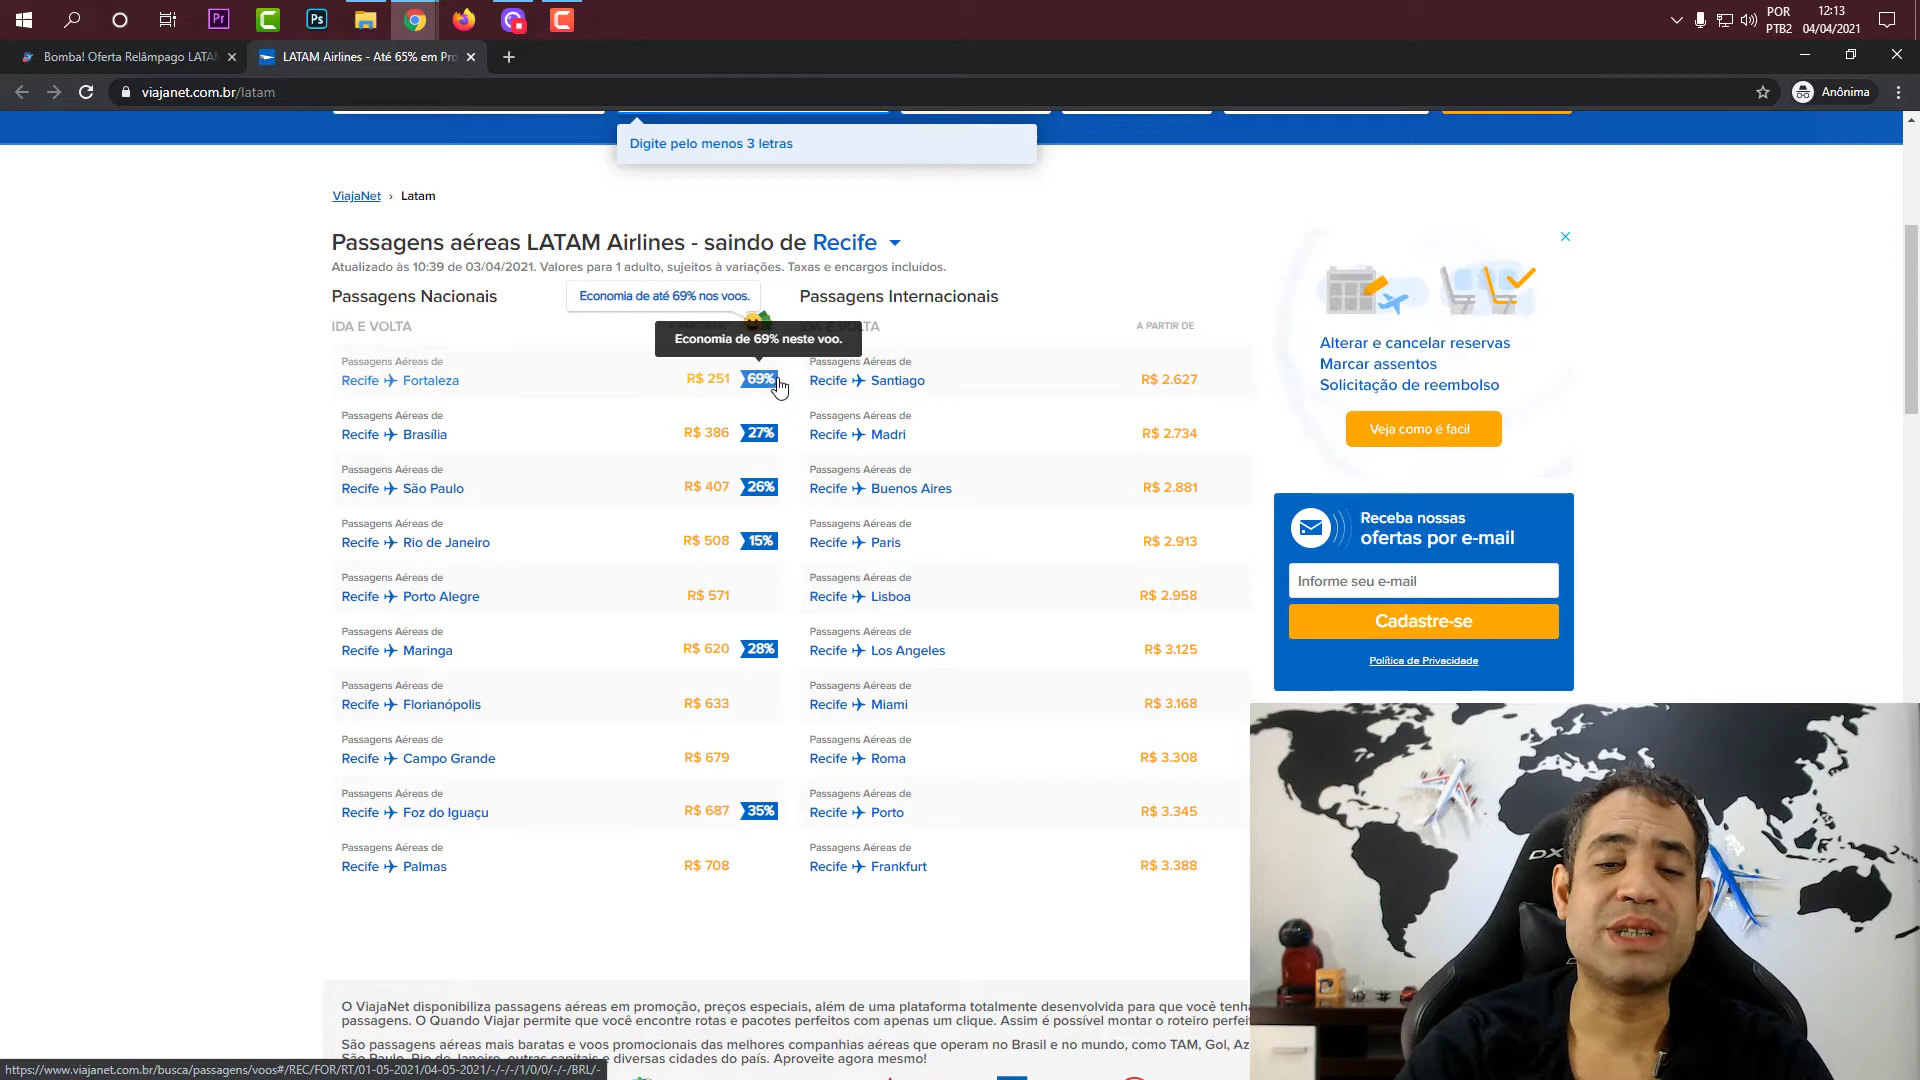 Pr
C
Ps
C
POR
PTB2
12:13
04/04/2021
Bomba! Oferta Relâmpago LATA
LATAM Airlines - Até 65% em Pro
viajanet.com.br/latam
Anônima
Digite pelo menos 3 letras
ViajaNet › Latam
Passagens aéreas LATAM Airlines - saindo de Recife
Atualizado às 10:39 de 03/04/2021. Valores para 1 adulto, sujeitos à variações. Taxas e encargos incluídos.
Passagens Nacionais
Economia de até 69% nos voos.
IDA E VOLTA
Economia de 69% neste voo.
Passagens Aéreas de
Recife Fortaleza
R$ 251 69%
Passagens Aéreas de
Recife Brasília
R$ 386 27%
Passagens Aéreas de
Recife São Paulo
R$ 407 26%
Passagens Aéreas de
Recife Rio de Janeiro
R$ 508 15%
Passagens Aéreas de
Recife Porto Alegre
R$ 571
Passagens Aéreas de
Recife Maringa
R$ 620 28%
Passagens Aéreas de
Recife Florianópolis
R$ 633
Passagens Aéreas de
Recife Campo Grande
R$ 679
Passagens Aéreas de
Recife Foz do Iguaçu
R$ 687 35%
Passagens Aéreas de
Recife Palmas
R$ 708
Passagens Internacionais
E VOLTA
A PARTIR DE
Passagens Aéreas de
Recife Santiago
R$ 2.627
Passagens Aéreas de
Recife Madri
R$ 2.734
Passagens Aéreas de
Recife Buenos Aires
R$ 2.881
Passagens Aéreas de
Recife Paris
R$ 2.913
Passagens Aéreas de
Recife Lisboa
R$ 2.958
Passagens Aéreas de
Recife Los Angeles
R$ 3.125
Passagens Aéreas de
Recife Miami
R$ 3.168
Passagens Aéreas de
Recife Roma
R$ 3.308
Passagens Aéreas de
Recife Porto
R$ 3.345
Passagens Aéreas de
Recife Frankfurt
R$ 3.388
Alterar e cancelar reservas
Marcar assentos
Solicitação de reembolso
Veja como é facil
Receba nossas
ofertas por e-mail
Informe seu e-mail
Cadastre-se
Política de Privacidade
DX
O ViajaNet disponibiliza passagens aéreas em promoção, preços especiais, além de uma plataforma totalmente desenvolvida para que você tenha
passagens. O Quando Viajar permite que você encontre rotas e pacotes perfeitos com apenas um clique. Assim é possível montar o roteiro
São passagens aéreas mais baratas e voos promocionais das melhores companhias aéreas que operam no Brasil e no mundo, como TAM, Gol,
São Paulo, Rio de Janeiro, outras capitais e diversas cidades do país. Aproveite agora mesmo!
https://www.viajanet.com.br/busca/passagens/voos#/REC/FOR/RT/01-05-2021/04-05-2021/-/-/-/1/0/0/-/-/BRL/-